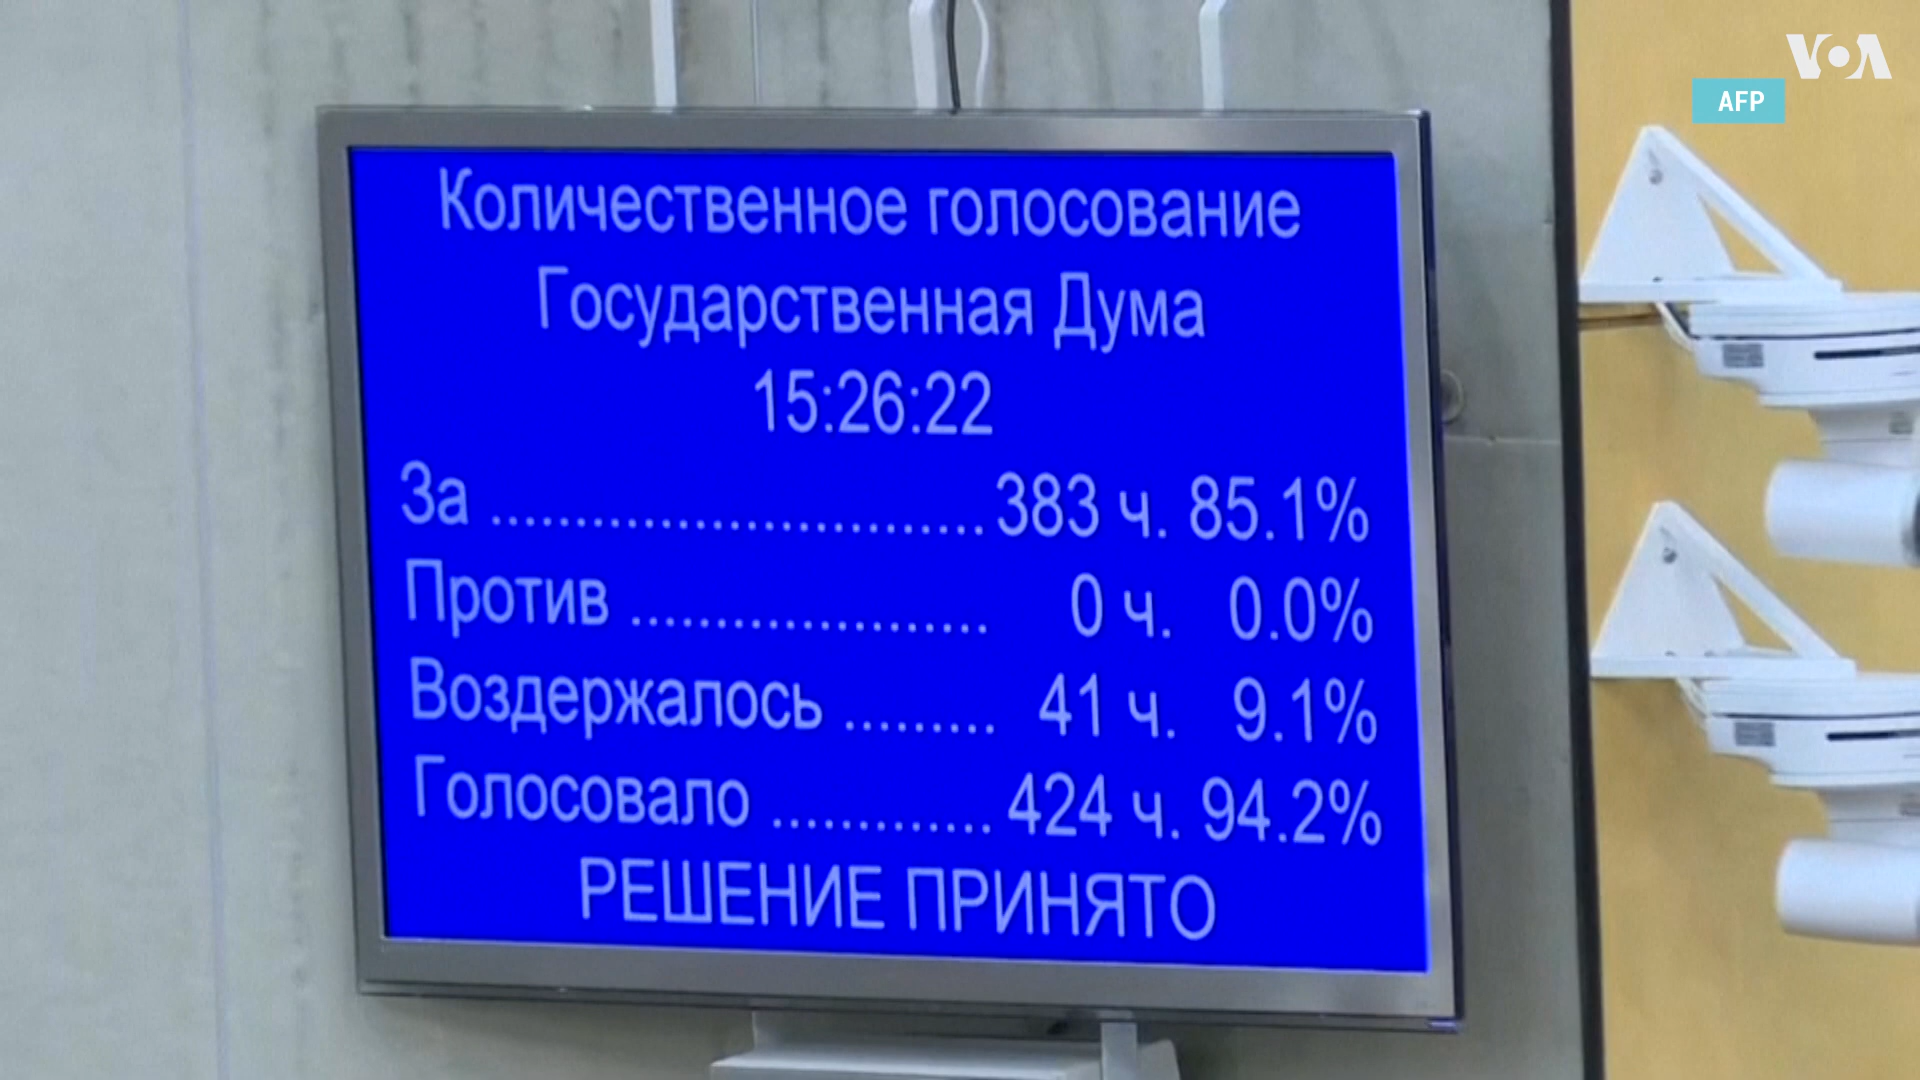 VOA
AFP
Количественное голосование
Государственная Дума
15:26:22
За ............................. 383 ч. 85.1%
Против ..................... 0 ч. 0.0%
Воздержалось ......... 41 ч. 9.1%
Голосовало ............. 424 ч. 94.2%
РЕШЕНИЕ ПРИНЯТО